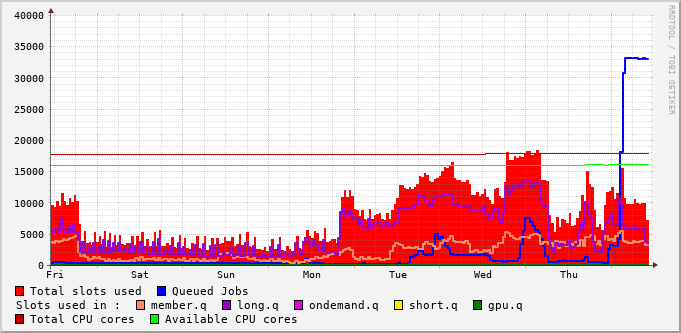 RRDTOOL / TOBI OETIKER
40000
35000
30000
25000
20000
15000
10000
5000
0
Fri Sat Sun Mon Tue Wed Thu
Total slots used Queued Jobs
Slots used in : member.q long.q ondemand.q short.q gpu.q
Total CPU cores Available CPU cores